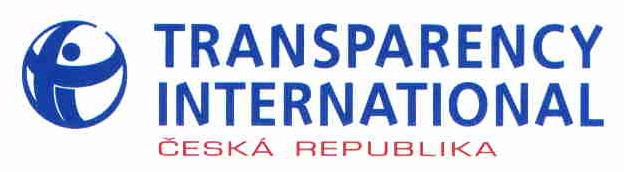 TRANSPARENCY
INTERNATIONAL
ČESKÁ REPUBLIKA